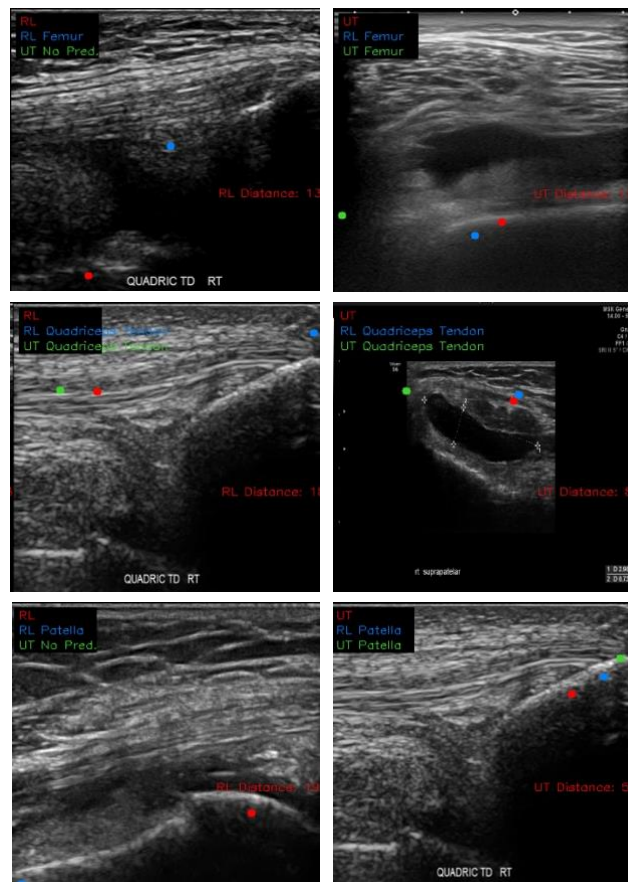 RL
RL Femur
UT No Pred.
RL Distance: 13
QUADRIC TD RT
UT
RL Femur
UT Femur
UT Distance: 1
RL
RL Quadriceps Tendon
UT Quadriceps Tendon
RL Distance: 18
QUADRIC TD RT
UT
RL Quadriceps Tendon
UT Quadriceps Tendon
UT Distance:
rt suprapatelar
RL
RL Patella
UT No Pred.
RL Distance:
UT
RL Patella
UT Patella
UT Distance: 5
QUADRIC TD RT